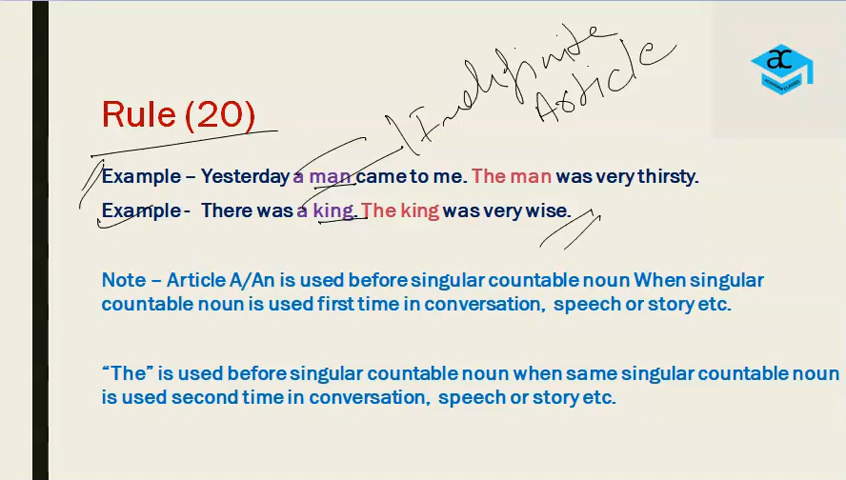 Indefinite
Article
ac
Rule (20)
Example – Yesterday a man came to me. The man was very thirsty.
Example - There was a king. The king was very wise.
Note – Article A/An is used before singular countable noun When singular
countable noun is used first time in conversation, speech or story etc.
“The” is used before singular countable noun when same singular countable noun
is used second time in conversation, speech or story etc.